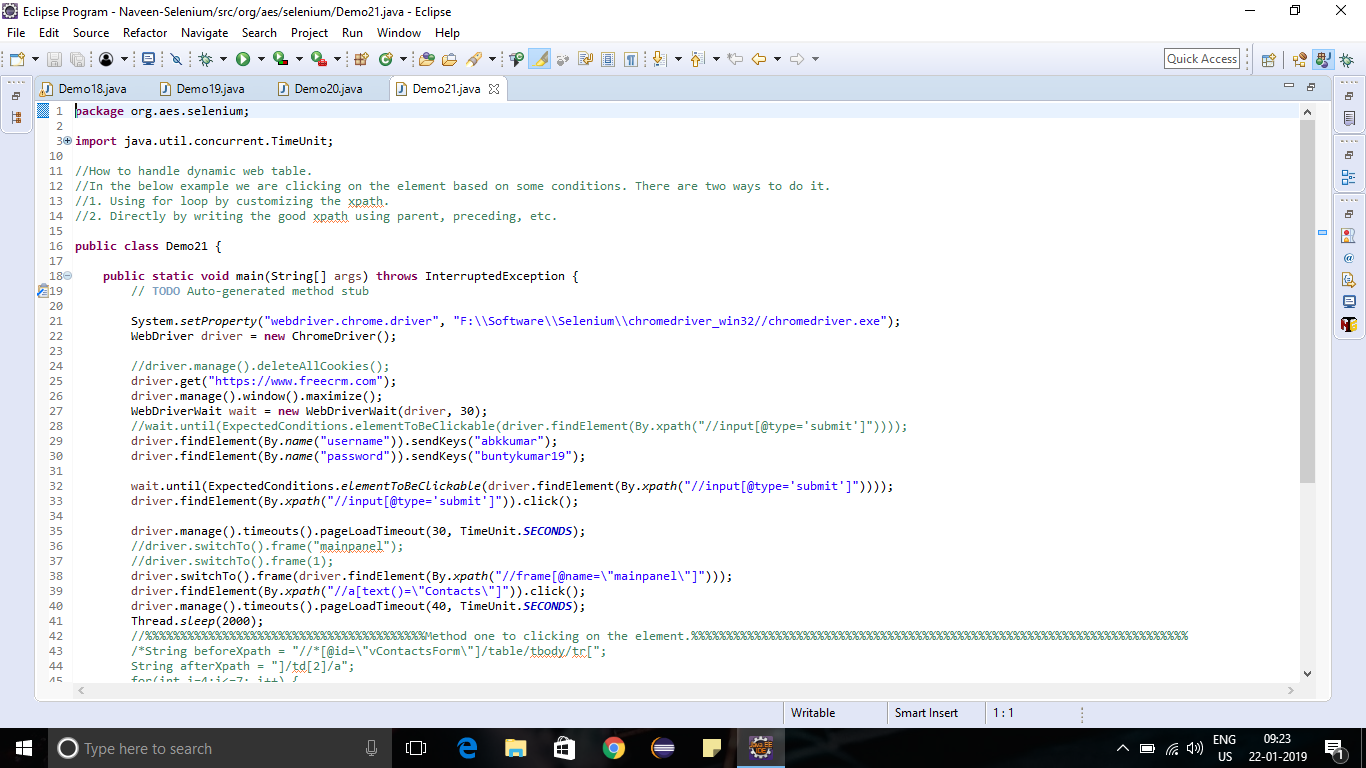 Eclipse Program - Naveen-Selenium/src/org/aes/selenium/Demo21.java - Eclipse
File Edit Source Refactor Navigate Search Project Run Window Help
Quick Access
Demo18.java Demo19.java Demo20.java Demo21.java
1 package org.aes.selenium;
2
3 import java.util.concurrent.TimeUnit;
10
11 //How to handle dynamic web table.
12 //In the below example we are clicking on the element based on some conditions. There are two ways to do it.
13 //1. Using for loop by customizing the xpath.
14 //2. Directly by writing the good xpath using parent, preceding, etc.
15
16 public class Demo21 {
17
18 public static void main(String[] args) throws InterruptedException {
19 // TODO Auto-generated method stub
20
21 System.setProperty("webdriver.chrome.driver", "F:\\Software\\Selenium\\chromedriver_win32//chromedriver.exe");
22 WebDriver driver = new ChromeDriver();
23
24 //driver.manage().deleteAllCookies();
25 driver.get("https://www.freecrm.com");
26 driver.manage().window().maximize();
27 WebDriverWait wait = new WebDriverWait(driver, 30);
28 //wait.until(ExpectedConditions.elementToBeClickable(driver.findElement(By.xpath("//input[@type='submit']"))));
29 driver.findElement(By.name("username")).sendKeys("abkkumar");
30 driver.findElement(By.name("password")).sendKeys("buntykumar19");
31
32 wait.until(ExpectedConditions.elementToBeClickable(driver.findElement(By.xpath("//input[@type='submit']"))));
33 driver.findElement(By.xpath("//input[@type='submit']")).click();
34
35 driver.manage().timeouts().pageLoadTimeout(30, TimeUnit.SECONDS);
36 //driver.switchTo().frame("mainpanel");
37 //driver.switchTo().frame(1);
38 driver.switchTo().frame(driver.findElement(By.xpath("//frame[@name=\"mainpanel\"]")));
39 driver.findElement(By.xpath("//a[text()=\"Contacts\"]")).click();
40 driver.manage().timeouts().pageLoadTimeout(40, TimeUnit.SECONDS);
41 Thread.sleep(2000);
42 //%%%%%%%%%%%%%%%%%%%%%%%%%%%%%%%%%%%%%%%%Method one to clicking on the element.%%%%%%%%%%%%%%%%%%%%%%%%%%%%%%%%%%%%%%%%%%%%%%%%%%%%%%%%%%%%%%%%%%%%%%%
43 /*String beforeXpath = "//*[@id=\"vContactsForm\"]/table/tbody/tr[";
44 String afterXpath = "]/td[2]/a";
45 for(int i=4;i<=7; i++) {
Writable Smart Insert 1 : 1
Type here to search
ENG 09:23
US 22-01-2019
1